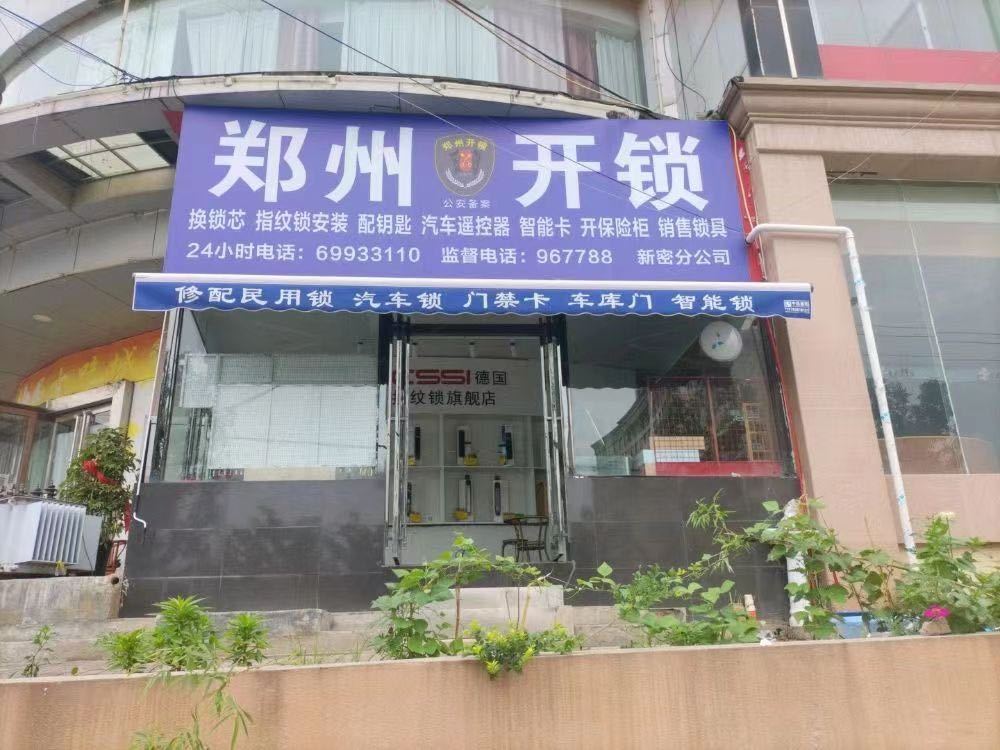 郑州 开锁
郑州开锁
公安备案
换锁芯 指纹锁安装 配钥匙 汽车遥控器 智能卡 开保险柜 销售锁具
24小时电话：69933110 监督电话：967788 新密分公司
修配民用锁 汽车锁 门禁卡 车库门 智能锁
CSSI德国
纹锁旗舰店